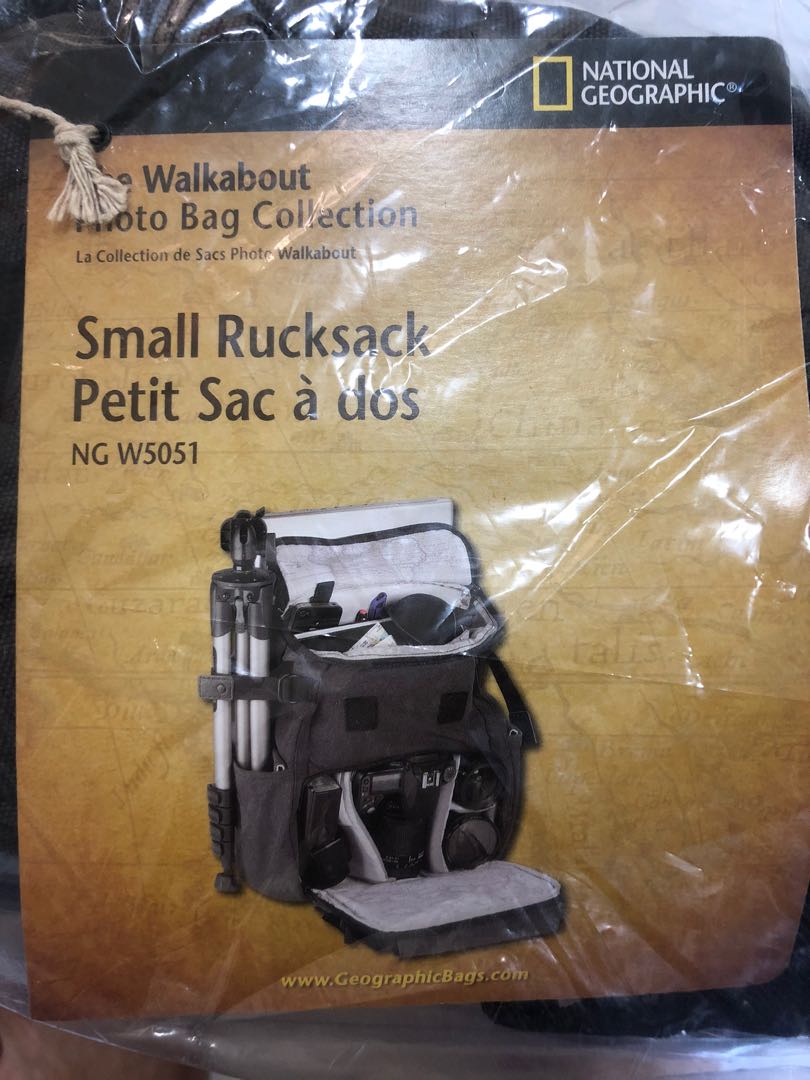 NATIONAL
GEOGRAPHIC®
Walkabout
Photo Bag Collection
La Collection de Sacs Photo Walkabout
Small Rucksack
Petit Sac à dos
NG W5051
www.GeographicBags.com